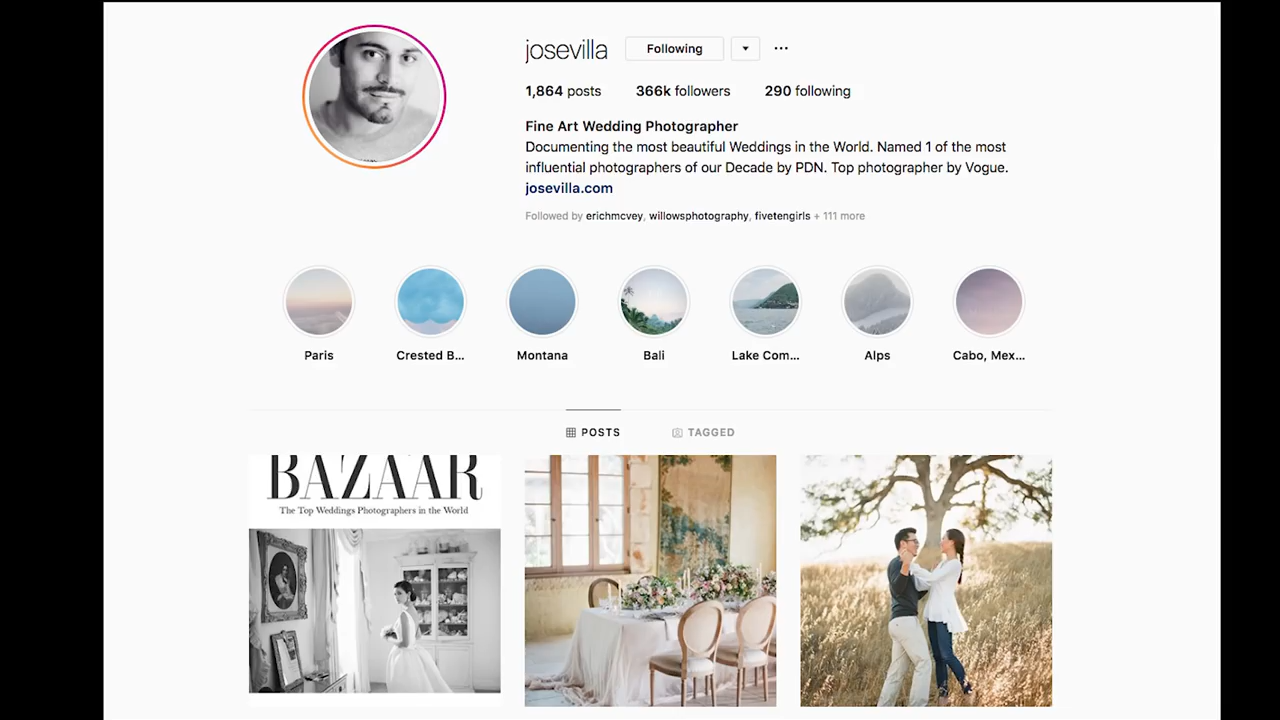 josevilla Following
1,864 posts 366k followers 290 following
Fine Art Wedding Photographer
Documenting the most beautiful Weddings in the World. Named 1 of the most
influential photographers of our Decade by PDN. Top photographer by Vogue.
josevilla.com
Followed by erichmcvey, willowsphotography, fivetengirls + 111 more
Paris Crested B... Montana Bali Lake Com... Alps Cabo, Mex...
POSTS TAGGED
BAZAAR
The Top Weddings Photographers in the World